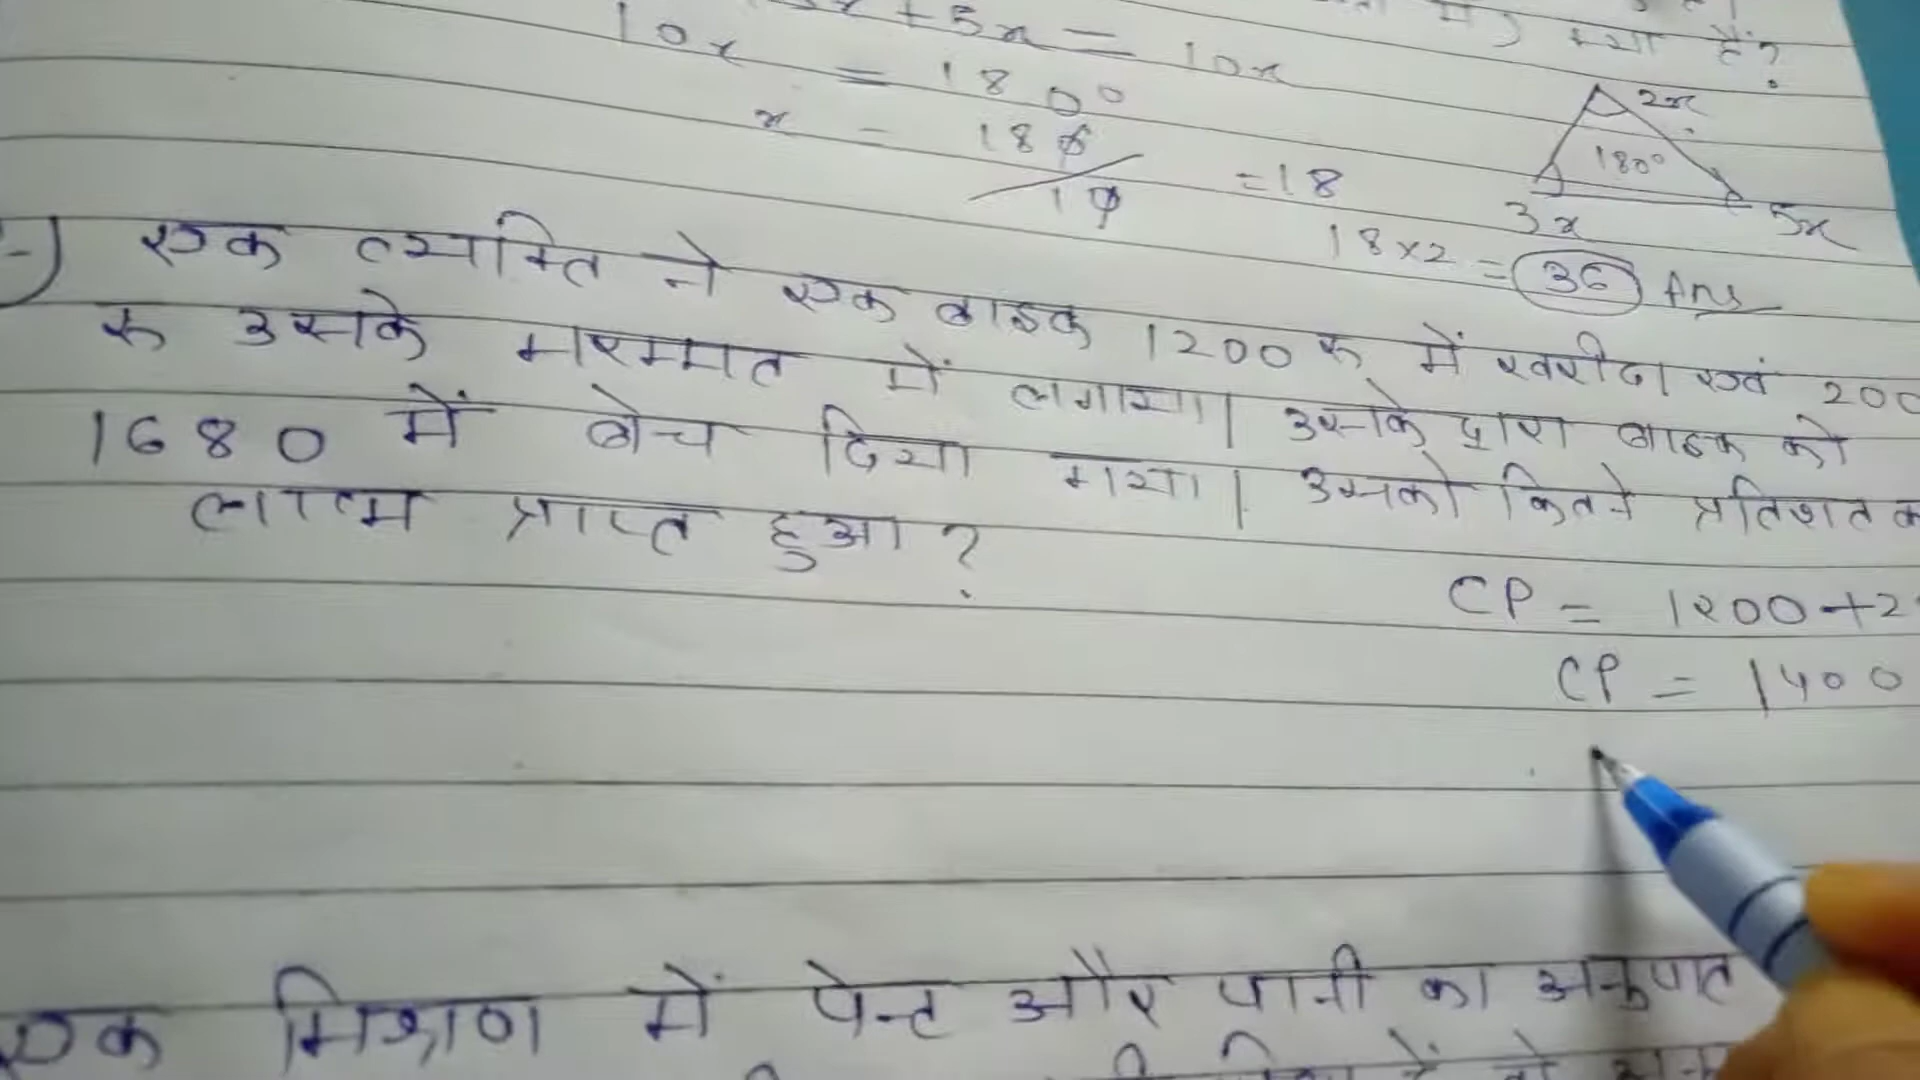 +5x = 10x
10x = 180°
x = 180/10 = 18
18×2 = 36 Ans
2x
180°
3x 5x
में) क्या है?
एक व्यक्ति ने एक बाइक 1200 रू में खरीदा एवं 200
रू उसके मरम्मत में लगाया। उसके द्वारा बाइक को
1680 में बेच दिया गया। उसको कितने प्रतिशत क
लाभ प्राप्त हुआ?
CP = 1200+2
CP = 1400
एक मिश्रण में पेन्ट और पानी का अनुपात